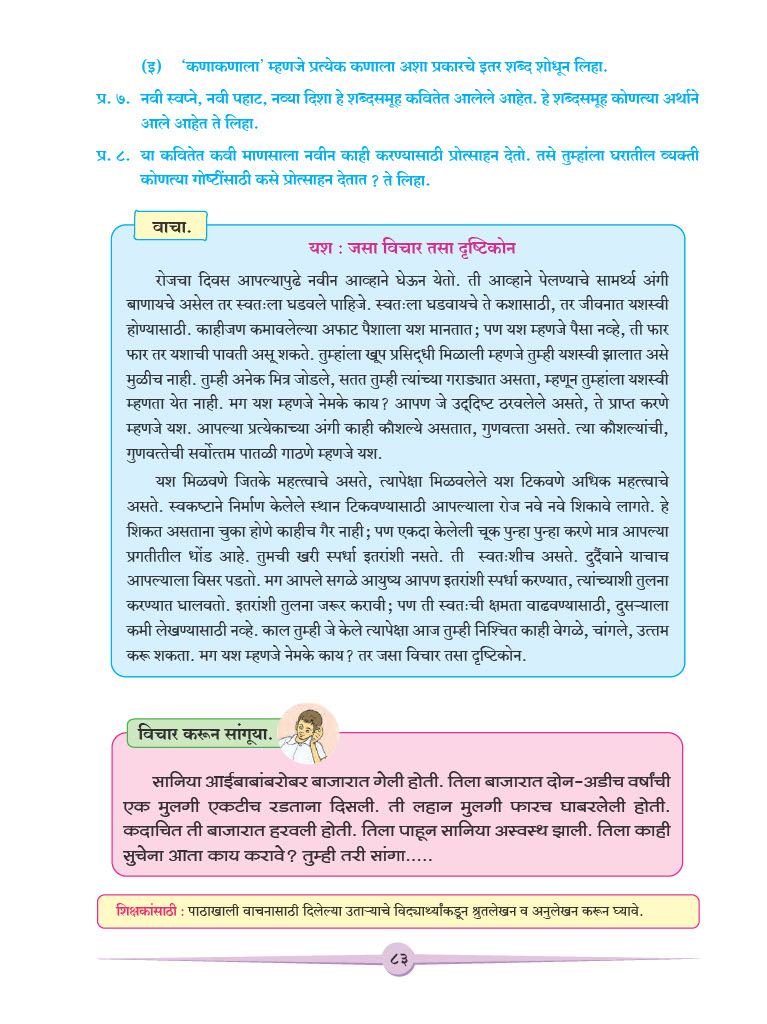 (इ) ‘कणाकणाला’ म्हणजे प्रत्येक कणाला अशा प्रकारचे इतर शब्द शोधून लिहा.
प्र. ७. नवी स्वप्ने, नवी पहाट, नव्या दिशा हे शब्दसमूह कवितेत आलेले आहेत. हे शब्दसमूह कोणत्या अर्थाने
आले आहेत ते लिहा.
प्र. ८. या कवितेत कवी माणसाला नवीन काही करण्यासाठी प्रोत्साहन देतो. तसे तुम्हांला घरातील व्यक्ती
कोणत्या गोष्टींसाठी कसे प्रोत्साहन देतात ? ते लिहा.
वाचा.
यश : जसा विचार तसा दृष्टिकोन
रोजचा दिवस आपल्यापुढे नवीन आव्हाने घेऊन येतो. ती आव्हाने पेलण्याचे सामर्थ्य अंगी
बाणायचे असेल तर स्वतःला घडवले पाहिजे. स्वतःला घडवायचे ते कशासाठी, तर जीवनात यशस्वी
होण्यासाठी. काहीजण कमावलेल्या अफाट पैशाला यश मानतात ; पण यश म्हणजे पैसा नव्हे, ती फार
फार तर यशाची पावती असू शकते. तुम्हांला खूप प्रसिद्धी मिळाली म्हणजे तुम्ही यशस्वी झालात असे
मुळीच नाही. तुम्ही अनेक मित्र जोडले, सतत तुम्ही त्यांच्या गराड्यात असता, म्हणून तुम्हांला यशस्वी
म्हणता येत नाही. मग यश म्हणजे नेमके काय ? आपण जे उद्दिष्ट ठरवलेले असते, ते प्राप्त करणे
म्हणजे यश. आपल्या प्रत्येकाच्या अंगी काही कौशल्ये असतात, गुणवत्ता असते. त्या कौशल्यांची,
गुणवत्तेची सर्वोत्तम पातळी गाठणे म्हणजे यश.
यश मिळवणे जितके महत्त्वाचे असते, त्यापेक्षा मिळवलेले यश टिकवणे अधिक महत्त्वाचे
असते. स्वकष्टाने निर्माण केलेले स्थान टिकवण्यासाठी आपल्याला रोज नवे नवे शिकावे लागते. हे
शिकत असताना चुका होणे काहीच गैर नाही ; पण एकदा केलेली चूक पुन्हा पुन्हा करणे मात्र आपल्या
प्रगतीतील धोंड आहे. तुमची खरी स्पर्धा इतरांशी नसते. ती स्वतःशीच असते. दुर्दैवाने याचाच
आपल्याला विसर पडतो. मग आपले सगळे आयुष्य आपण इतरांशी स्पर्धा करण्यात, त्यांच्याशी तुलना
करण्यात घालवतो. इतरांशी तुलना जरूर करावी ; पण ती स्वतःची क्षमता वाढवण्यासाठी, दुसऱ्याला
कमी लेखण्यासाठी नव्हे. काल तुम्ही जे केले त्यापेक्षा आज तुम्ही निश्चित काही वेगळे, चांगले, उत्तम
करू शकता. मग यश म्हणजे नेमके काय ? तर जसा विचार तसा दृष्टिकोन.
विचार करून सांगूया.
सानिया आईबाबांबरोबर बाजारात गेली होती. तिला बाजारात दोन-अडीच वर्षांची
एक मुलगी एकटीच रडताना दिसली. ती लहान मुलगी फारच घाबरलेली होती.
कदाचित ती बाजारात हरवली होती. तिला पाहून सानिया अस्वस्थ झाली. तिला काही
सुचेना आता काय करावे ? तुम्ही तरी सांगा.....
शिक्षकांसाठी : पाठाखाली वाचनासाठी दिलेल्या उताऱ्याचे विद्यार्थ्यांकडून श्रुतलेखन व अनुलेखन करून घ्यावे.
८३